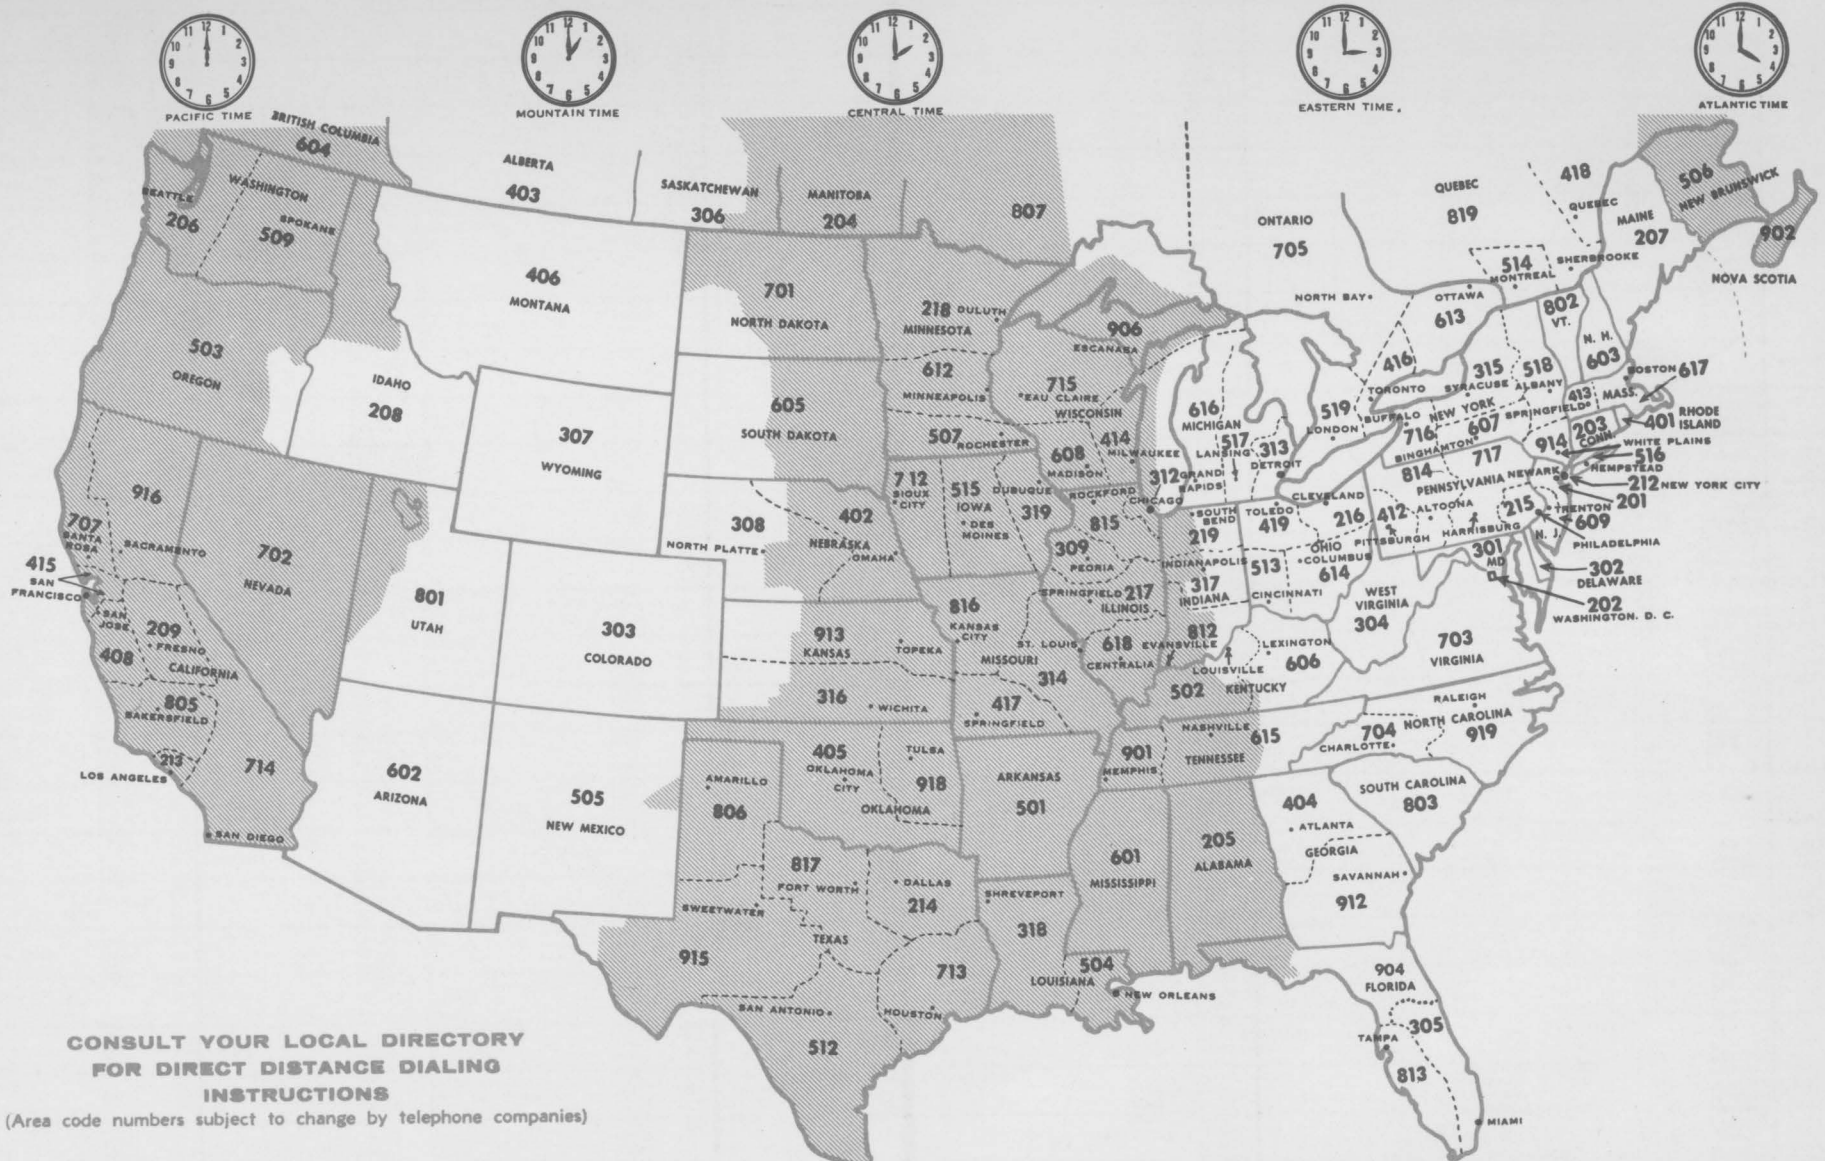 PACIFIC TIME
MOUNTAIN TIME
CENTRAL TIME
EASTERN TIME.
ATLANTIC TIME
BRITISH COLUMBIA
604
ALBERTA
403
SASKATCHEWAN
306
MANITOBA
204
807
ONTARIO
705
QUEBEC
819
418
QUEBEC
506
NEW BRUNSWICK
902
NOVA SCOTIA
MAINE
207
514
MONTREAL
SHERBROOKE
NORTH BAY
OTTAWA
613
416
TORONTO
519
LONDON
SEATTLE
206
WASHINGTON
SPOKANE
509
503
OREGON
IDAHO
208
406
MONTANA
307
WYOMING
701
NORTH DAKOTA
605
SOUTH DAKOTA
218
DULUTH
MINNESOTA
612
MINNEAPOLIS
507
ROCHESTER
906
ESCANABA
715
EAU CLAIRE
WISCONSIN
608
MADISON
414
MILWAUKEE
616
MICHIGAN
517
LANSING
313
DETROIT
GRAND
RAPIDS
312
CHICAGO
802
VT.
N. H.
603
BOSTON
617
413
MASS.
SPRINGFIELD
401
RHODE
ISLAND
203
CONN.
315
SYRACUSE
518
ALBANY
NEW YORK
BUFFALO
716
607
BINGHAMTON
914
WHITE PLAINS
516
HEMPSTEAD
212
NEW YORK CITY
NEWARK
201
TRENTON
609
N. J.
PHILADELPHIA
215
717
814
PENNSYLVANIA
412
ALTOONA
PITTSBURGH
HARRISBURG
301
MD
302
DELAWARE
202
WASHINGTON. D. C.
916
707
SANTA
ROSA
SACRAMENTO
415
SAN
FRANCISCO
SAN
JOSE
209
FRESNO
408
CALIFORNIA
805
BAKERSFIELD
213
LOS ANGELES
714
SAN DIEGO
702
NEVADA
801
UTAH
303
COLORADO
602
ARIZONA
505
NEW MEXICO
308
NORTH PLATTE
402
NEBRASKA
OMAHA
913
KANSAS
TOPEKA
316
WICHITA
712
SIOUX
CITY
515
IOWA
DES
MOINES
DUBUQUE
319
ROCKFORD
815
309
PEORIA
SPRINGFIELD
217
ILLINOIS
618
CENTRALIA
816
KANSAS
CITY
ST. LOUIS
MISSOURI
314
417
SPRINGFIELD
SOUTH
BEND
219
INDIANAPOLIS
317
INDIANA
812
EVANSVILLE
TOLEDO
419
CLEVELAND
216
OHIO
COLUMBUS
614
513
CINCINNATI
WEST
VIRGINIA
304
703
VIRGINIA
LOUISVILLE
LEXINGTON
606
502
KENTUCKY
901
MEMPHIS
NASHVILLE
615
TENNESSEE
RALEIGH
NORTH CAROLINA
919
704
CHARLOTTE
SOUTH CAROLINA
803
404
ATLANTA
GEORGIA
SAVANNAH
912
205
ALABAMA
601
MISSISSIPPI
ARKANSAS
501
405
OKLAHOMA
CITY
TULSA
918
OKLAHOMA
AMARILLO
806
817
FORT WORTH
DALLAS
214
SWEETWATER
TEXAS
915
713
SAN ANTONIO
HOUSTON
512
SHREVEPORT
318
504
LOUISIANA
NEW ORLEANS
904
FLORIDA
305
TAMPA
813
MIAMI
CONSULT YOUR LOCAL DIRECTORY
FOR DIRECT DISTANCE DIALING
INSTRUCTIONS
(Area code numbers subject to change by telephone companies)